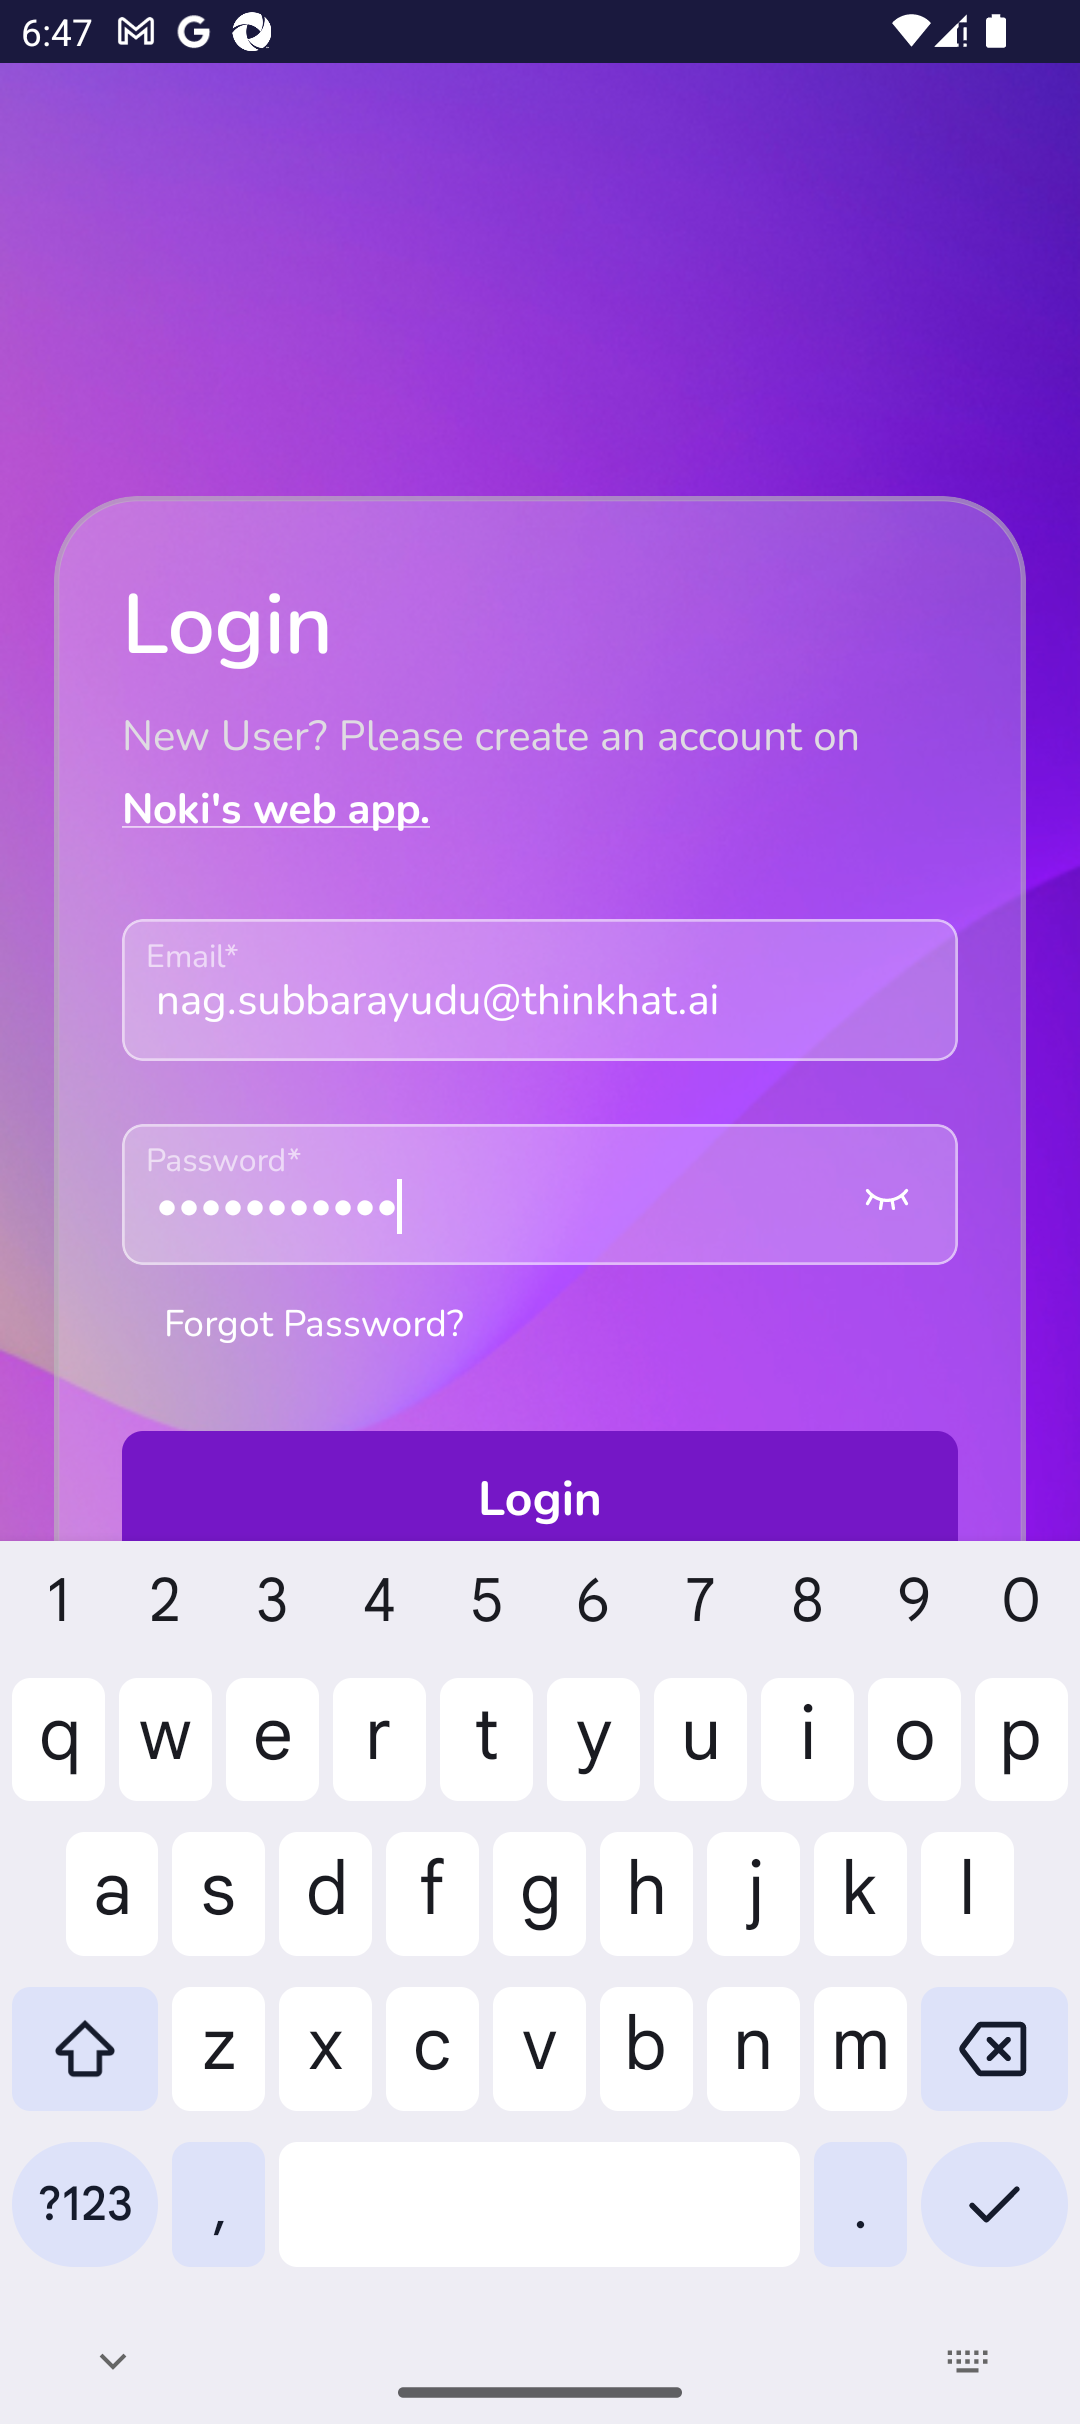 6:47
Login
New User? Please create an account on
Noki's web app.
Email*
nag.subbarayudu@thinkhat.ai
Password*
•••••••••••
Forgot Password?
Login
1 2 3 4 5 6 7 8 9 0
q w e r t y u i o p
a s d f g h j k l
z x c v b n m
?123 , .